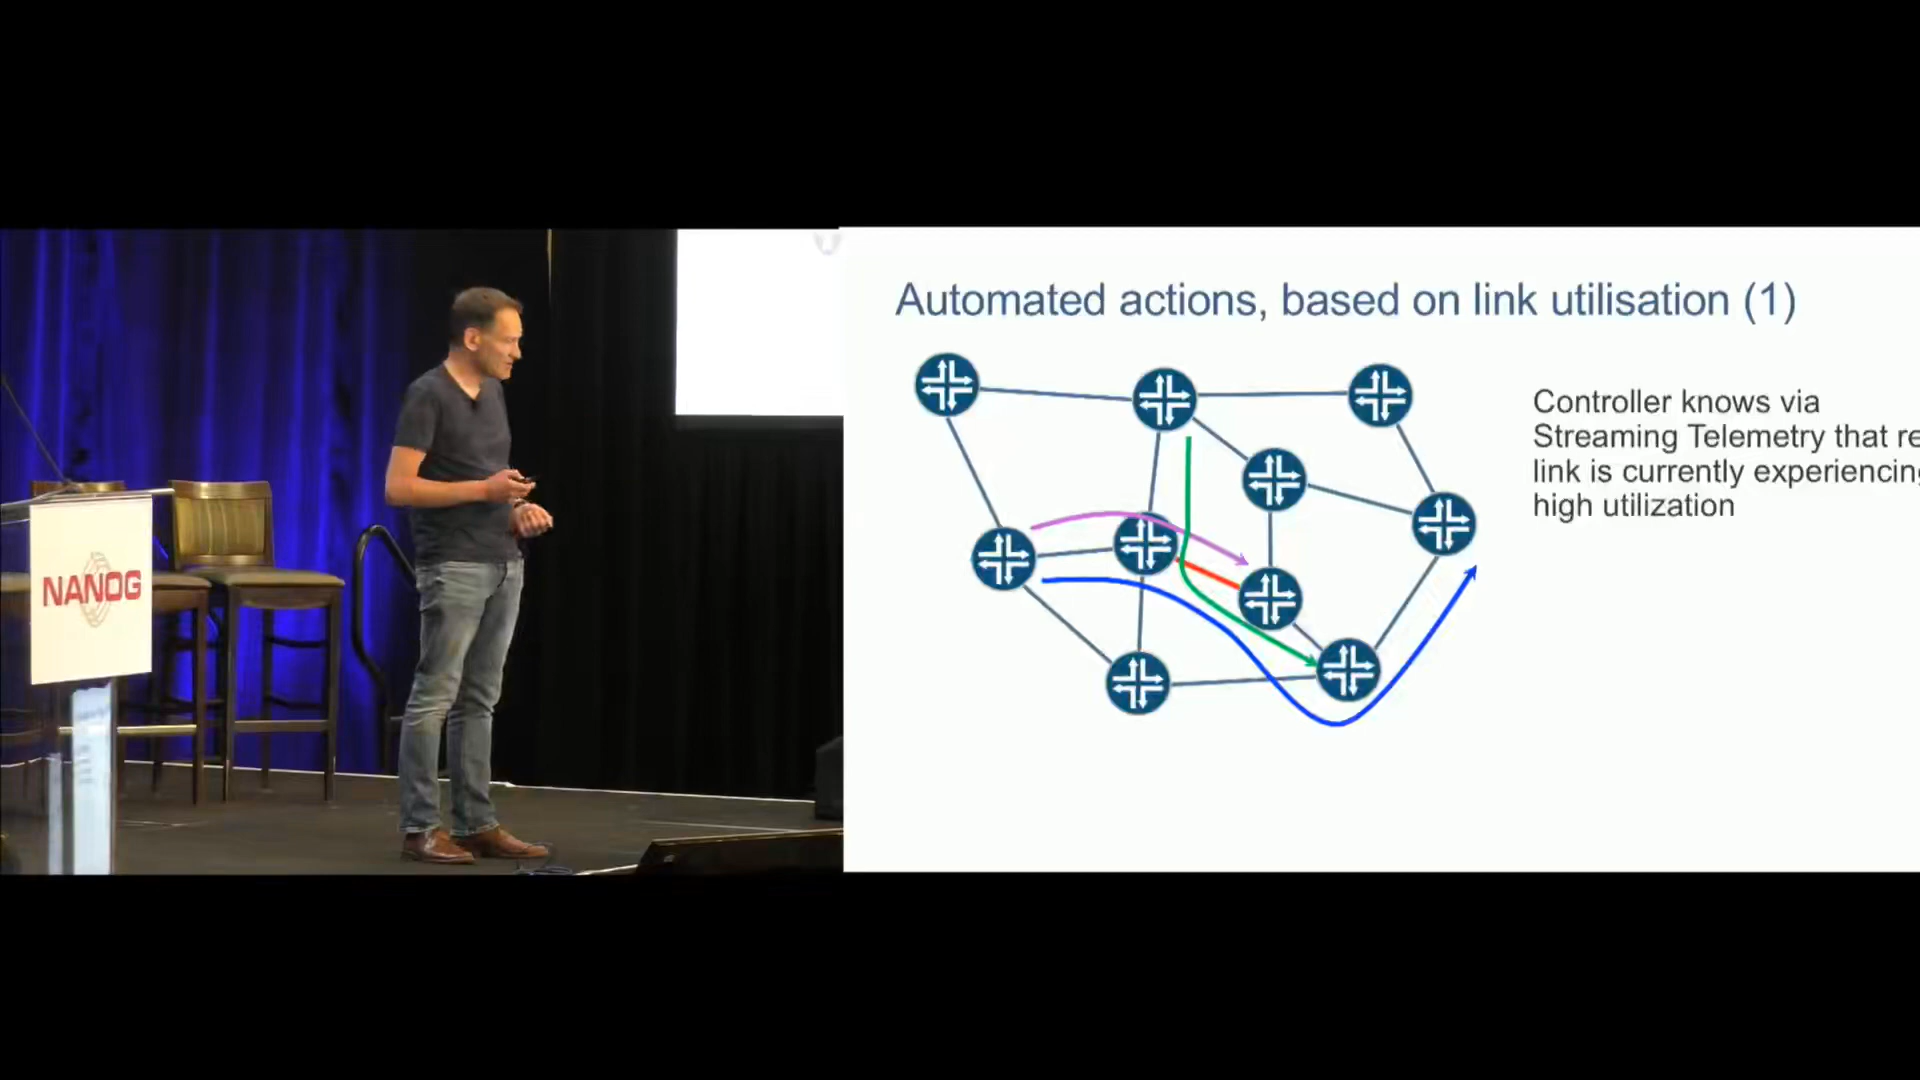 Automated actions, based on link utilisation (1)
Controller knows via
Streaming Telemetry that re
link is currently experiencing
high utilization
NANOG